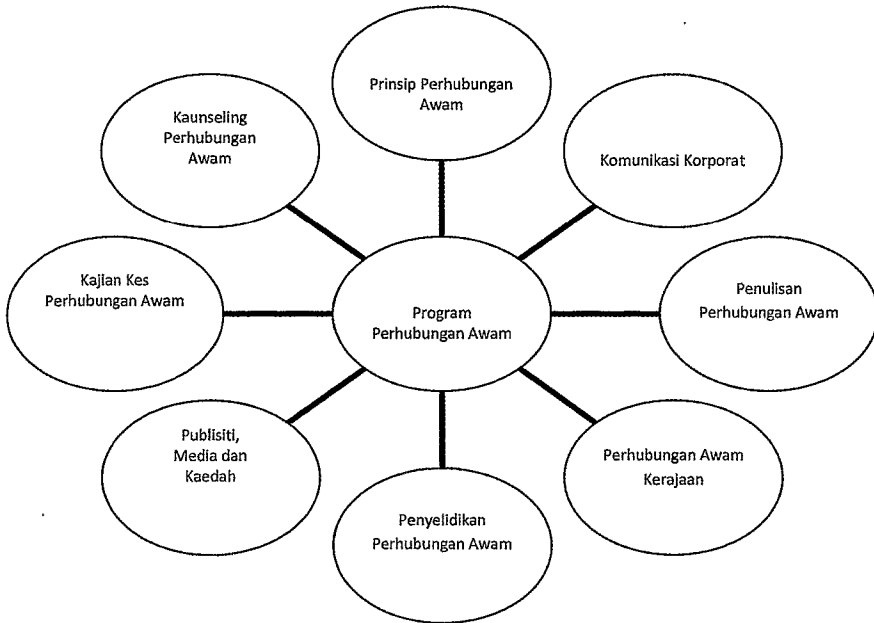 Prinsip Perhubungan
Awam
Kaunseling
Perhubungan
Awam
Komunikasi Korporat
Kajian Kes
Perhubungan Awam
Program
Perhubungan Awam
Penulisan
Perhubungan Awam
Publisiti,
Media dan
Kaedah
Perhubungan Awam
Kerajaan
Penyelidikan
Perhubungan Awam